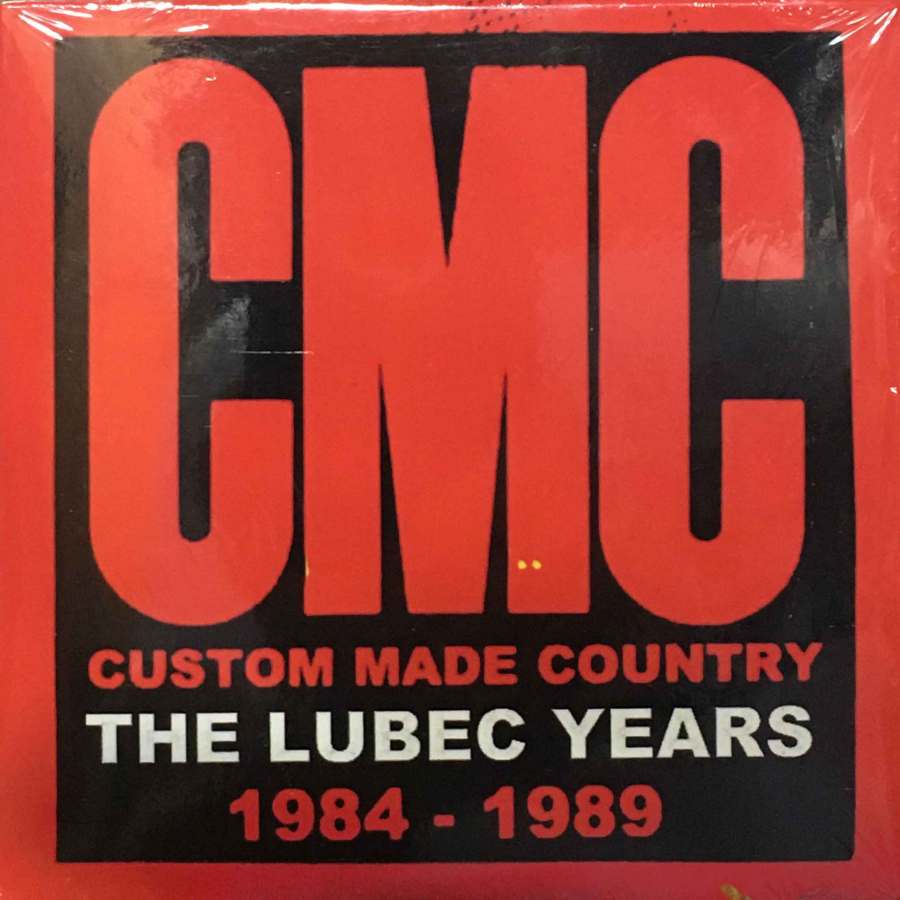 CMC
CUSTOM MADE COUNTRY
THE LUBEC YEARS
1984 - 1989